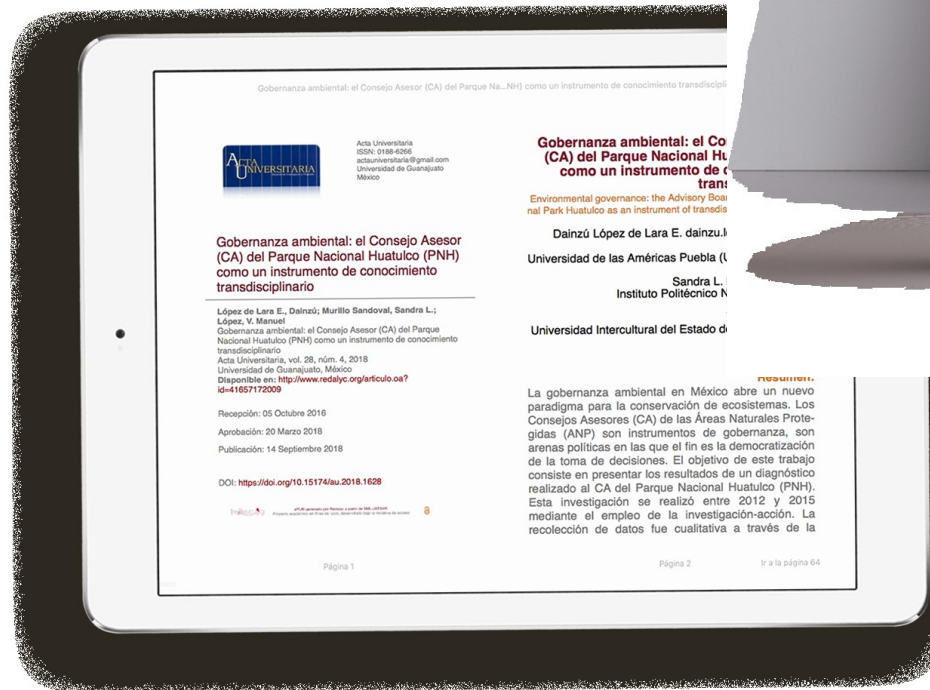 Gobernanza ambiental: el Consejo Asesor (CA) del Parque Na...NH) como un instrumento de conocimiento transdiscipli
ACTA
UNIVERSITARIA
Acta Universitaria
ISSN: 0188-6266
actauniversitaria@gmail.com
Universidad de Guanajuato
México
Gobernanza ambiental: el Consejo Asesor
(CA) del Parque Nacional Huatulco (PNH)
como un instrumento de conocimiento
transdisciplinario
López de Lara E., Dainzú; Murillo Sandoval, Sandra L.;
López, V. Manuel
Gobernanza ambiental: el Consejo Asesor (CA) del Parque
Nacional Huatulco (PNH) como un instrumento de conocimiento
transdisciplinario
Acta Universitaria, vol. 28, núm. 4, 2018
Universidad de Guanajuato, México
Disponible en: http://www.redalyc.org/articulo.oa?
id=41657172009
Recepción: 05 Octubre 2016
Aprobación: 20 Marzo 2018
Publicación: 14 Septiembre 2018
DOI: https://doi.org/10.15174/au.2018.1628
Página 1
Gobernanza ambiental: el Co
(CA) del Parque Nacional Hu
como un instrumento de
trans
Environmental governance: the Advisory Boa
nal Park Huatulco as an instrument of transdis
Dainzú López de Lara E. dainzu.l
Universidad de las Américas Puebla (U
Sandra L.
Instituto Politécnico N
Universidad Intercultural del Estado de
Resumen:
La gobernanza ambiental en México abre un nuevo
paradigma para la conservación de ecosistemas. Los
Consejos Asesores (CA) de las Áreas Naturales Prote-
gidas (ANP) son instrumentos de gobernanza, son
arenas políticas en las que el fin es la democratización
de la toma de decisiones. El objetivo de este trabajo
consiste en presentar los resultados de un diagnóstico
realizado al CA del Parque Nacional Huatulco (PNH).
Esta investigación se realizó entre 2012 y 2015
mediante el empleo de la investigación-acción. La
recolección de datos fue cualitativa a través de la
Página 2
Ir a la página 64